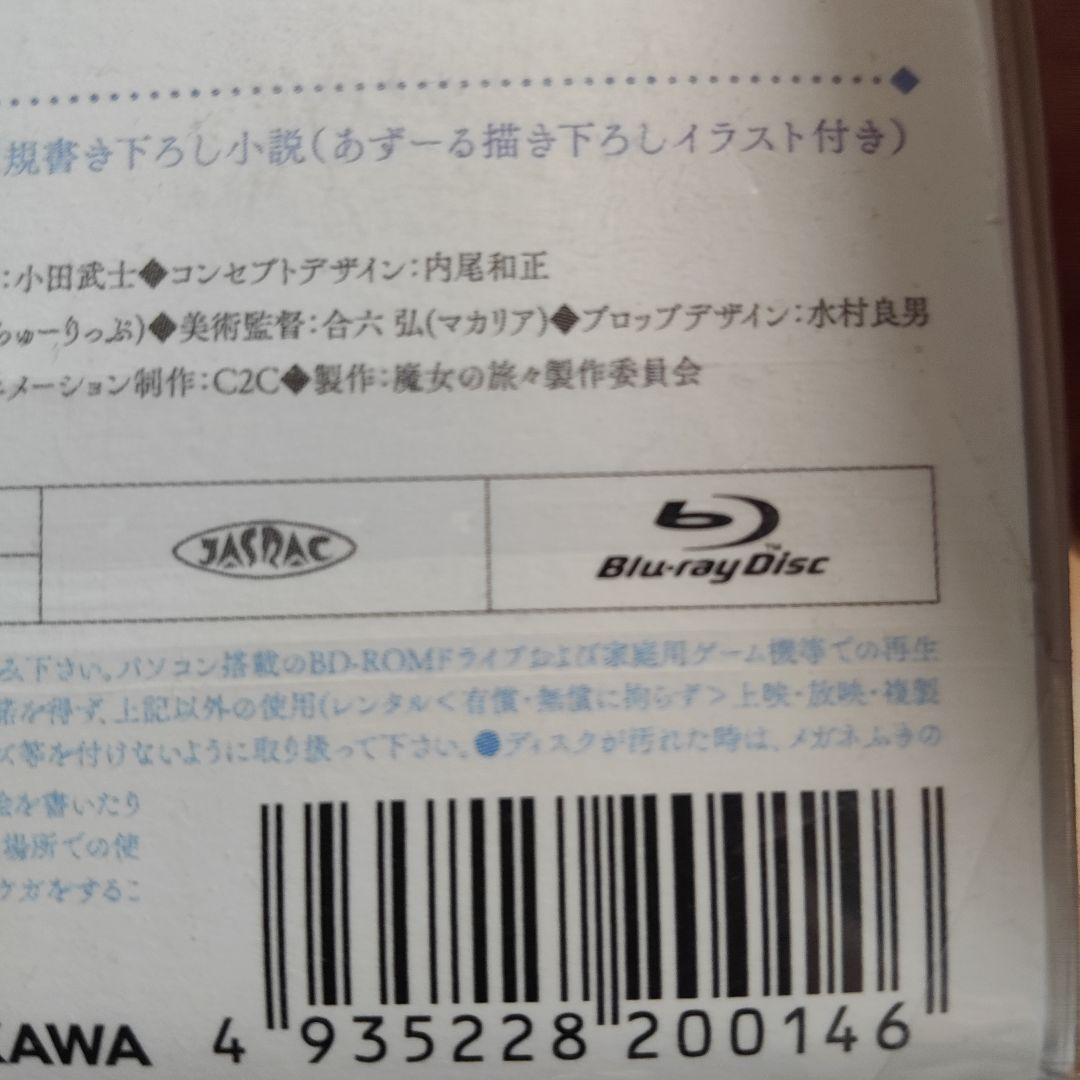 規書き下ろし小説（あずーる描き下ろしイラスト付き）
：小田武士◆コンセプトデザイン：内尾和正
ちゅーりっぷ)◆美術監督：合六 弘(マカリア)◆プロップデザイン：水村良男
ニメーション制作：C2C◆製作：魔女の旅々製作委員会
JASRAC
Blu-ray Disc™
み下さい。パソコン搭載のBD-ROMドライブおよび家庭用ゲーム機等での再生
諾を得ず、上記以外の使用(レンタル＜有償・無償に拘らず＞上映・放映・複製
ズ等を付けないように取り扱って下さい。●ディスクが汚れた時は、メガネふきの
絵を書いたり
場所での使
ケガをするこ
KAWA
4 935228 200146